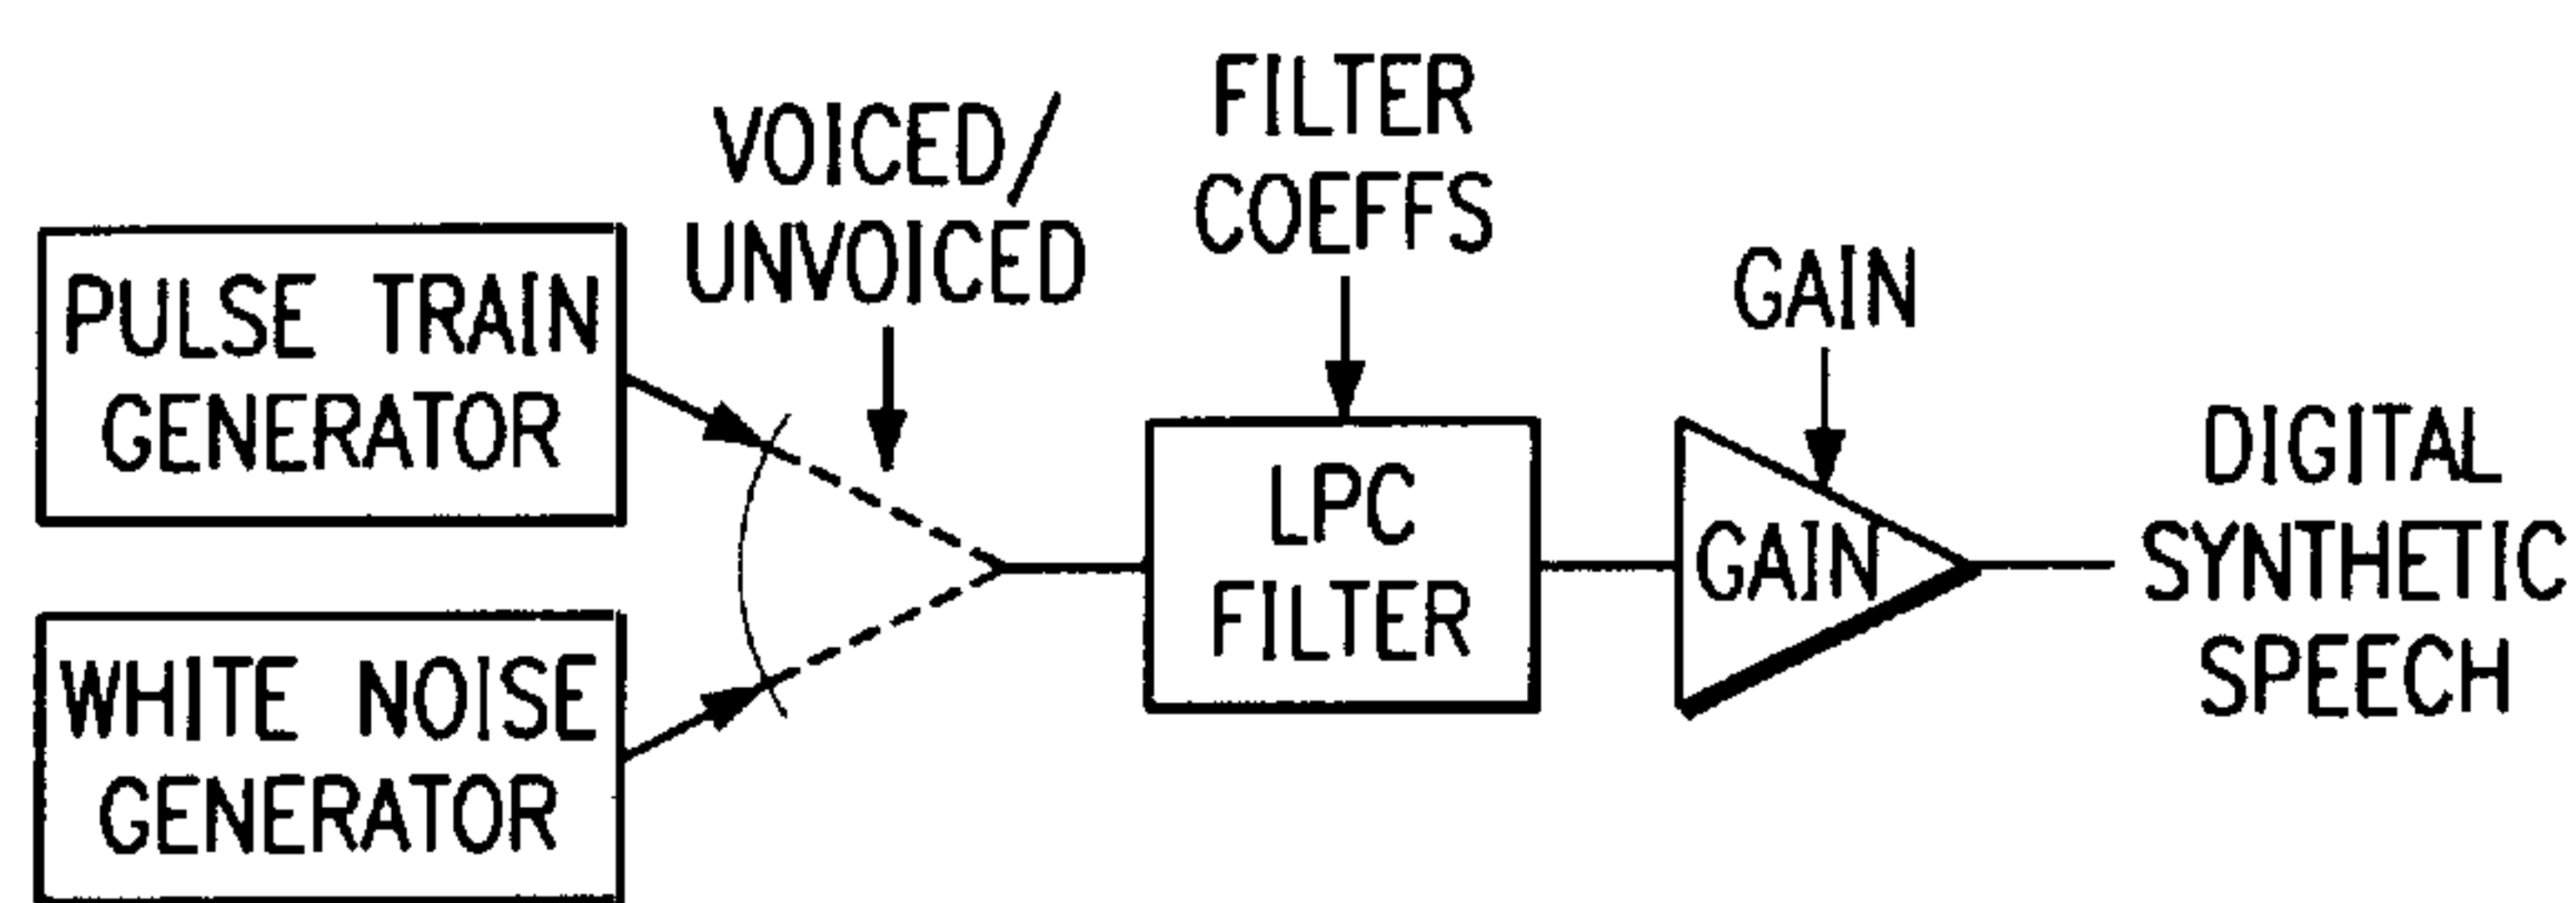 PULSE TRAIN
GENERATOR
WHITE NOISE
GENERATOR
VOICED/
UNVOICED
FILTER
COEFFS
LPC
FILTER
GAIN
GAIN
DIGITAL
SYNTHETIC
SPEECH